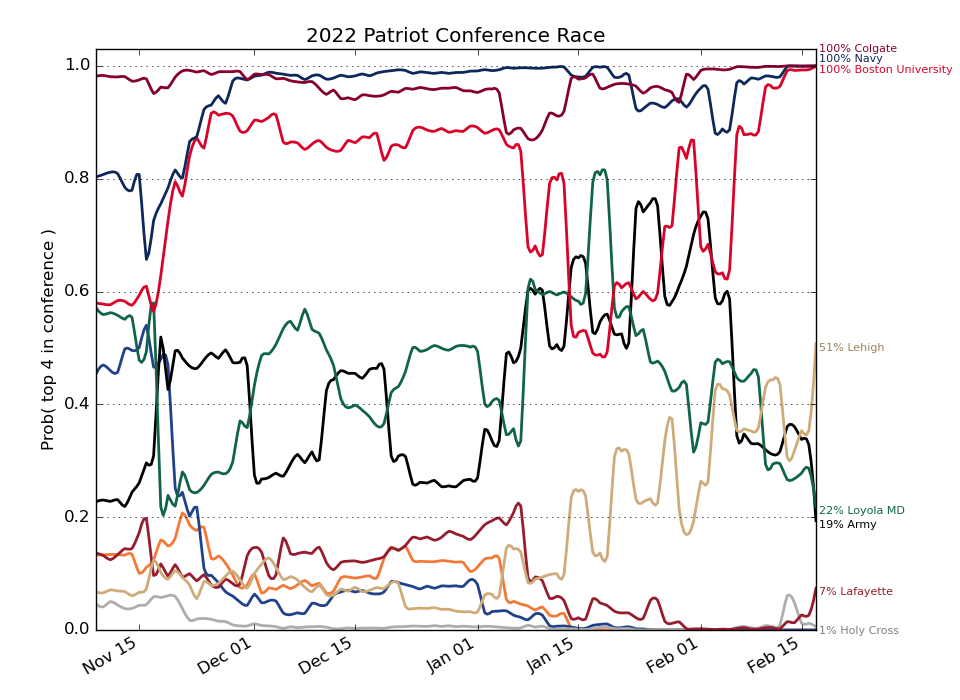 2022 Patriot Conference Race
Prob( top 4 in conference )
1.0
0.8
0.6
0.4
0.2
0.0
Nov 15
Dec 01
Dec 15
Jan 01
Jan 15
Feb 01
Feb 15
100% Colgate
100% Navy
100% Boston University
51% Lehigh
22% Loyola MD
19% Army
7% Lafayette
1% Holy Cross